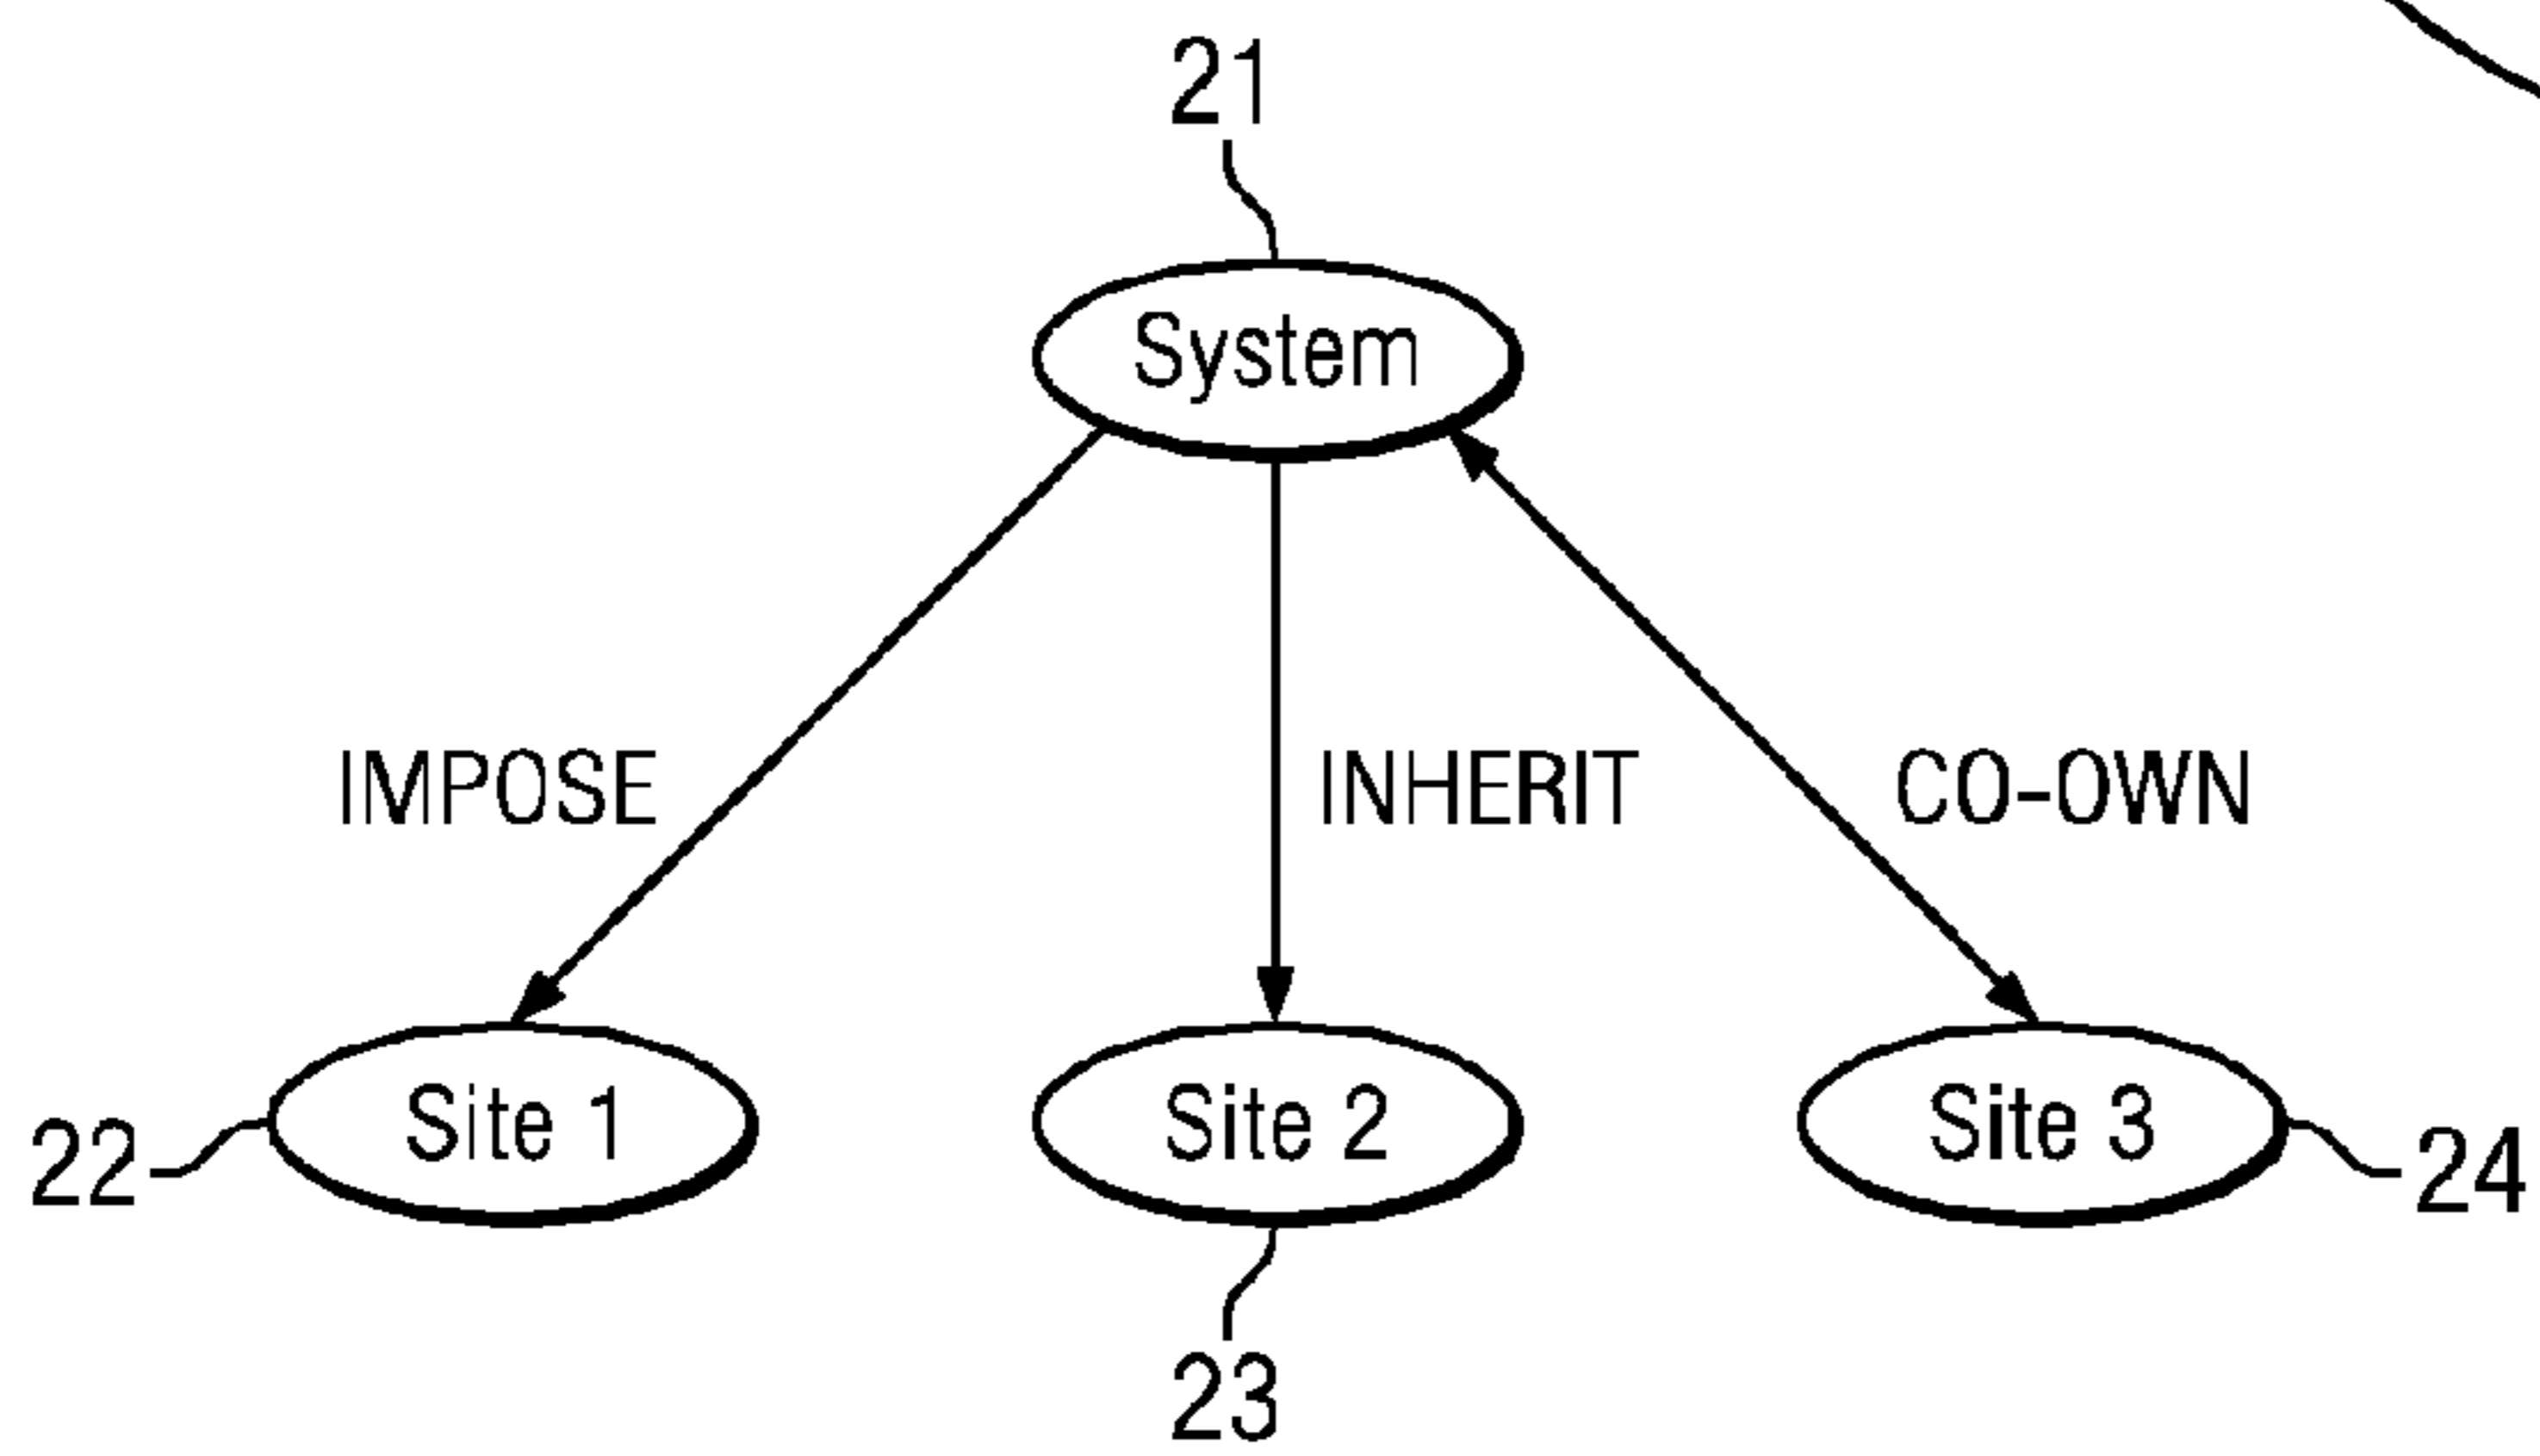 21
System
IMPOSE
INHERIT
CO-OWN
Site 1
Site 2
Site 3
22
24
23